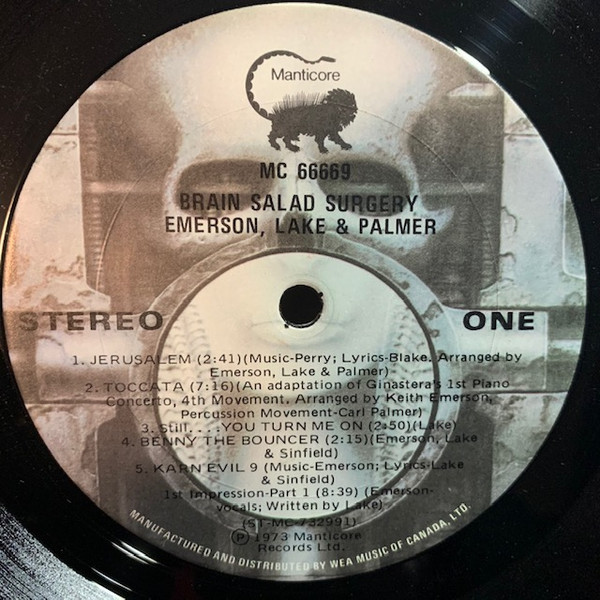 Manticore
MC 66669
BRAIN SALAD SURGERY
EMERSON, LAKE & PALMER
STEREO
ONE
1. JERUSALEM (2:41)(Music-Perry; Lyrics-Blake. Arranged by
Emerson, Lake & Palmer)
2. TOCCATA (7:16)(An adaptation of Ginastera's 1st Piano
Concerto, 4th Movement. Arranged by Keith Emerson,
Percussion Movement-Carl Palmer)
3. Still....YOU TURN ME ON (2:50)(Lake)
4. BENNY THE BOUNCER (2:15)(Emerson, Lake
& Sinfield)
5. KARN EVIL 9 (Music-Emerson; Lyrics-Lake
& Sinfield)
1st Impression-Part 1 (8:39) (Emerson-
vocals; Written by Lake)
(ST-MC-732991)
Ⓟ 1973 Manticore
Records Ltd.
MANUFACTURED AND DISTRIBUTED BY WEA MUSIC OF CANADA, LTD.